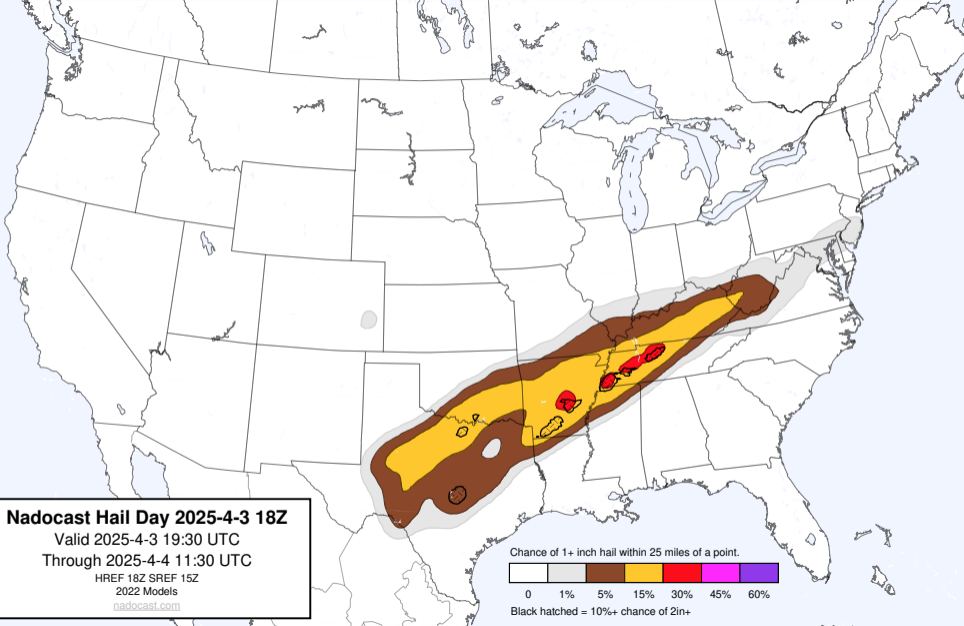 Nadocast Hail Day 2025-4-3 18Z
Valid 2025-4-3 19:30 UTC
Through 2025-4-4 11:30 UTC
HREF 18Z SREF 15Z
2022 Models
nadocast.com
Chance of 1+ inch hail within 25 miles of a point.
0 1% 5% 15% 30% 45% 60%
Black hatched = 10%+ chance of 2in+